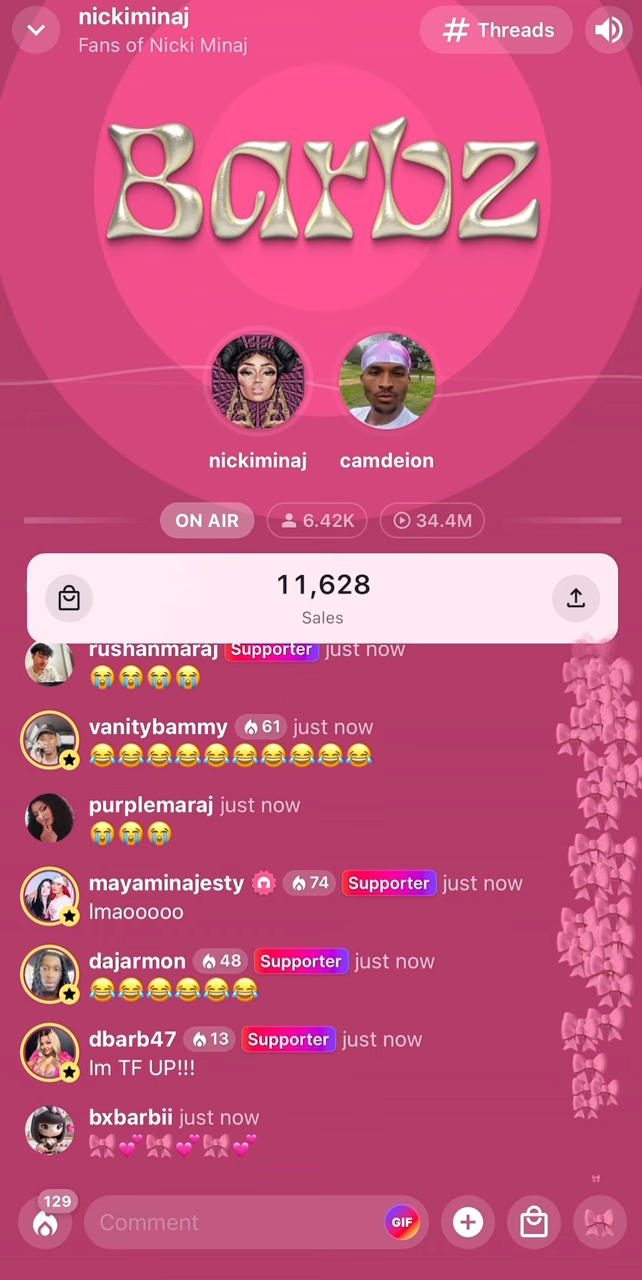 nickiminaj
Fans of Nicki Minaj
# Threads
Barbz
nickiminaj
camdeion
ON AIR
6.42K
34.4M
11,628
Sales
rushanmaraj Supporter just now
😭😭😭😭
vanitybammy 61 just now
😂😂😂😂😂😂😂😂😂😂
purplemaraj just now
😭😭😭
mayaminajesty 74 Supporter just now
lmaooooo
dajarmon 48 Supporter just now
😂😂😂😂😂😂
dbarb47 13 Supporter just now
Im TF UP!!!
bxbarbii just now
🎀💕🎀💕🎀💕
129
Comment
GIF